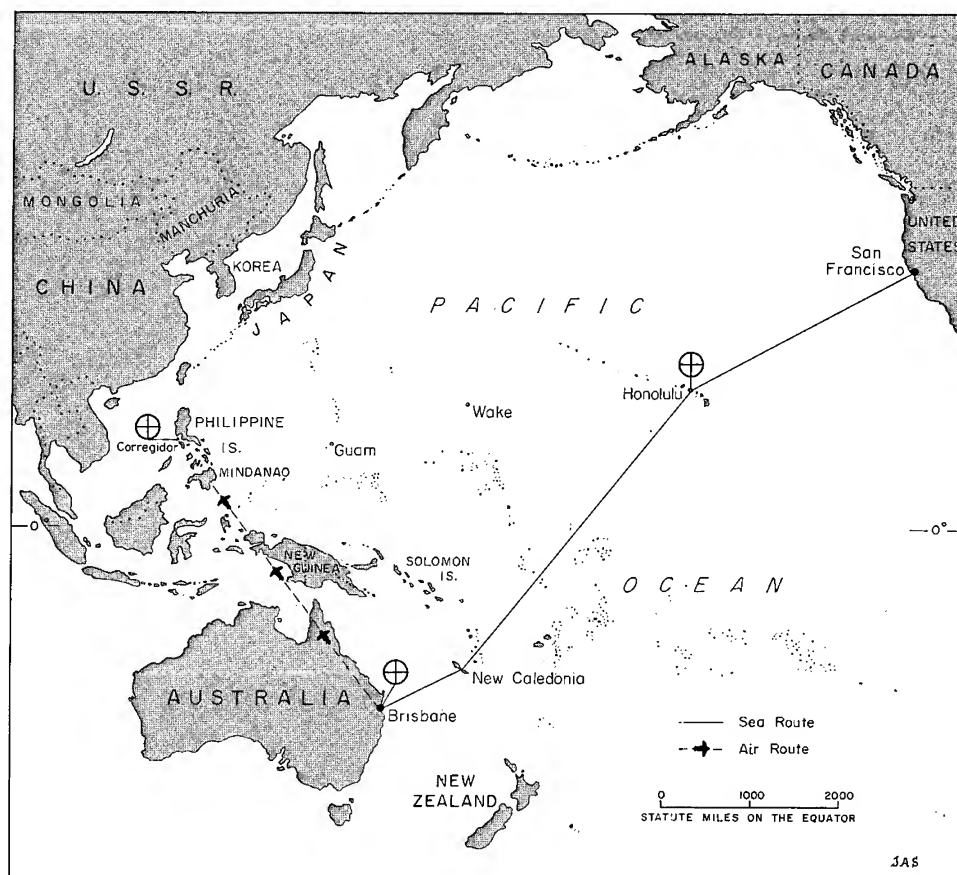 ALASKA
CANADA
U. S. S. R.
MONGOLIA
MANCHURIA
UNITED
STATES
San
Francisco
KOREA
CHINA
JAPAN
PACIFIC
Honolulu
Wake
PHILIPPINE
IS.
Corregidor
Guam
MINDANAO
0°
0°
NEW
GUINEA
SOLOMON
IS.
OCEAN
New Caledonia
AUSTRALIA
Brisbane
Sea Route
Air Route
NEW
ZEALAND
0 1000 2000
STATUTE MILES ON THE EQUATOR
JAS